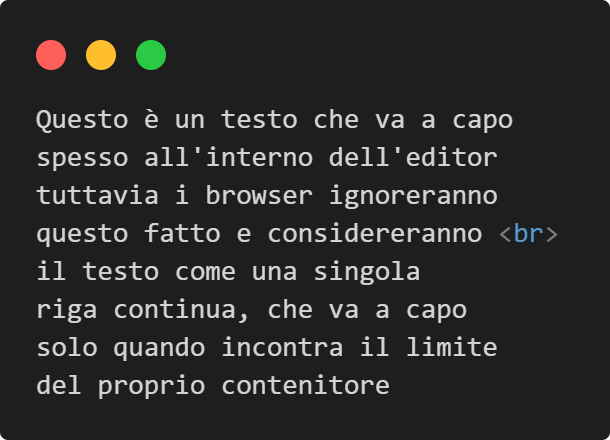 Questo è un testo che va a capo
spesso all'interno dell'editor
tuttavia i browser ignoreranno
questo fatto e considereranno <br>
il testo come una singola
riga continua, che va a capo
solo quando incontra il limite
del proprio contenitore